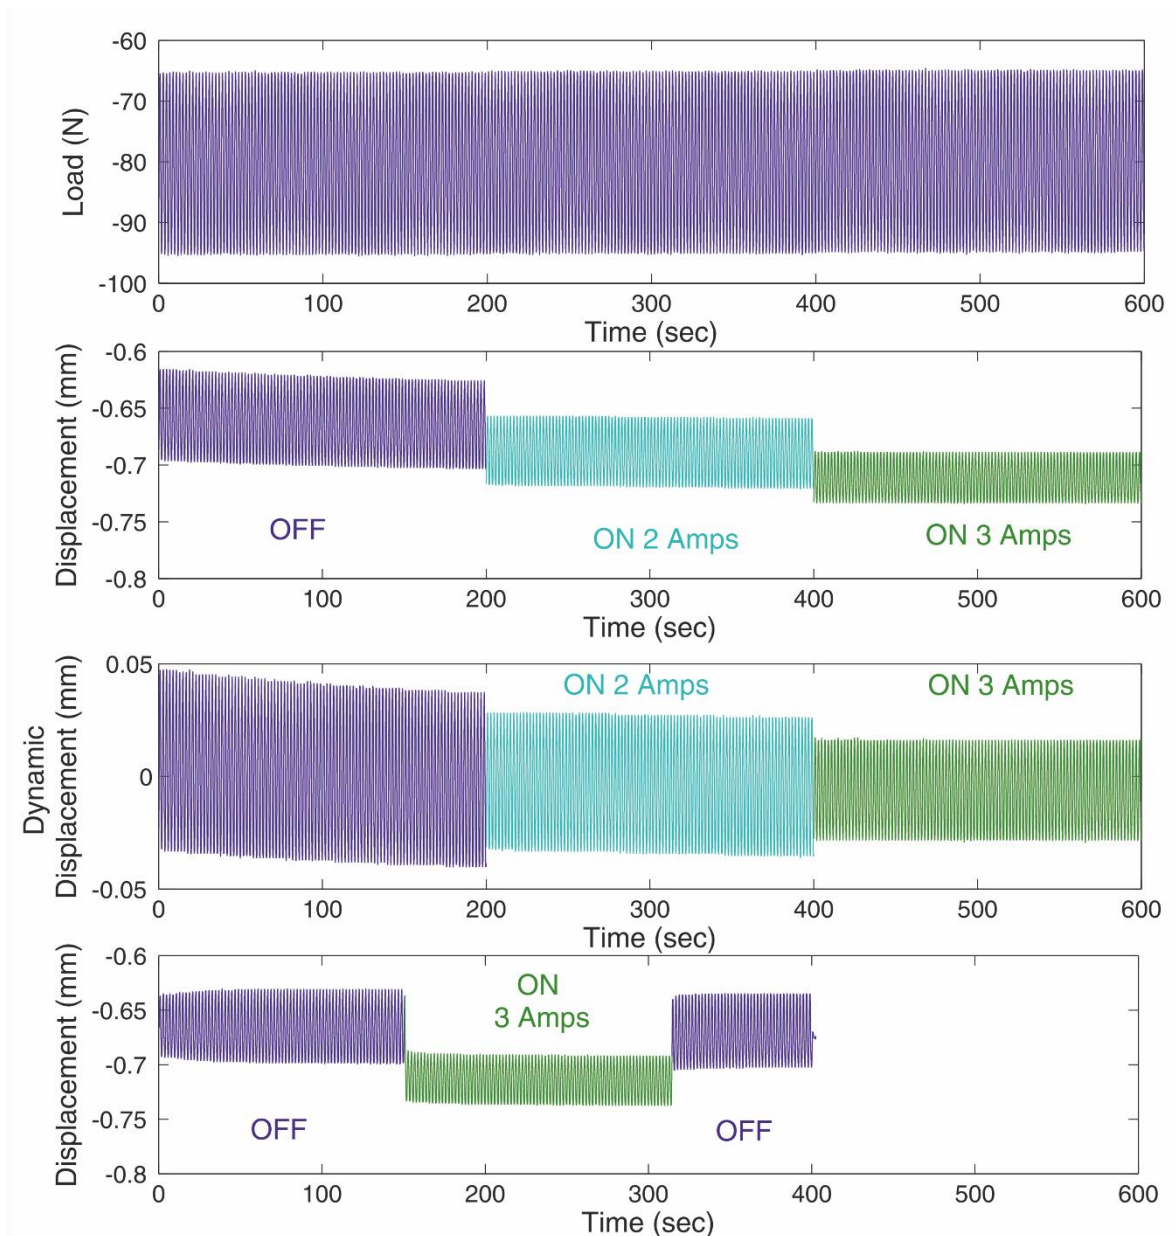 -60
-70
-80
-90
-100
Load (N)
0 100 200 300 400 500 600
Time (sec)
-0.6
-0.65
-0.7
-0.75
-0.8
Displacement (mm)
OFF
ON 2 Amps
ON 3 Amps
0 100 200 300 400 500 600
Time (sec)
0.05
0
-0.05
Dynamic
Displacement (mm)
ON 2 Amps
ON 3 Amps
0 100 200 300 400 500 600
Time (sec)
-0.6
-0.65
-0.7
-0.75
-0.8
Displacement (mm)
ON
3 Amps
OFF
OFF
0 100 200 300 400 500 600
Time (sec)